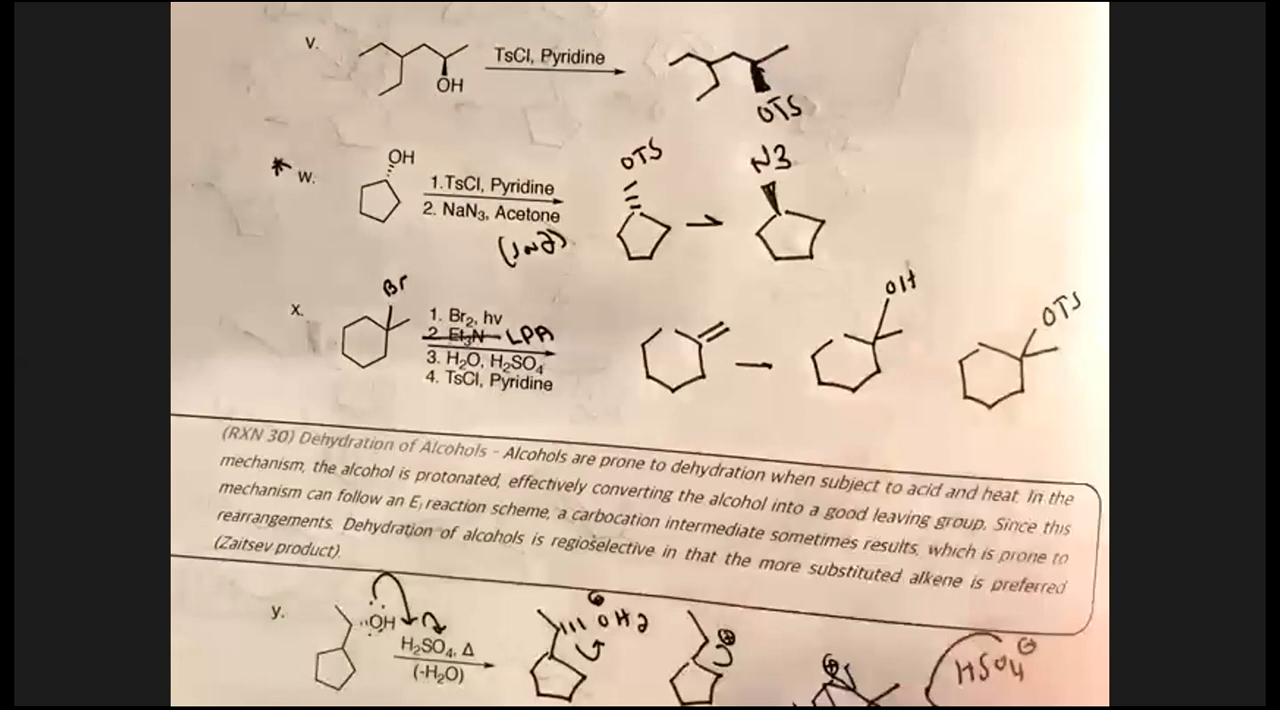 v.
OH
TsCl, Pyridine
OTS
* w.
OH
1.TsCl, Pyridine
2. NaN3, Acetone
OTS
N3
x.
Br
1. Br2, hv
2. Et3N LPA
3. H2O, H2SO4
4. TsCl, Pyridine
OH
OTS
(RXN 30) Dehydration of Alcohols - Alcohols are prone to dehydration when subject to acid and heat. In the
mechanism, the alcohol is protonated, effectively converting the alcohol into a good leaving group. Since this
mechanism can follow an E1 reaction scheme, a carbocation intermediate sometimes results, which is prone to
rearrangements. Dehydration of alcohols is regioselective in that the more substituted alkene is preferred
(Zaitsev product).
y.
OH
H2SO4, Δ
(-H2O)
⊕
OH2
⊕
⊕
HSO4⊖